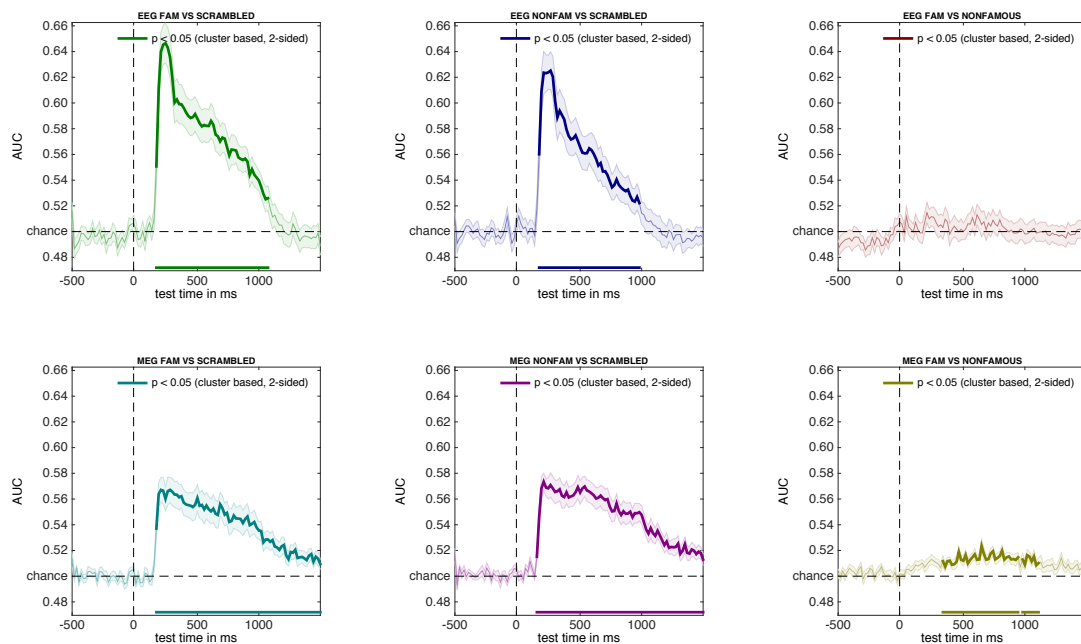 EEG FAM VS SCRAMBLED
0.66
p < 0.05 (cluster based, 2-sided)
0.64
0.62
0.60
0.58
0.56
0.54
0.52
chance
0.48
AUC
-500 0 500 1000
test time in ms
EEG NONFAM VS SCRAMBLED
0.66
p < 0.05 (cluster based, 2-sided)
0.64
0.62
0.60
0.58
0.56
0.54
0.52
chance
0.48
AUC
-500 0 500 1000
test time in ms
EEG FAM VS NONFAMOUS
0.66
p < 0.05 (cluster based, 2-sided)
0.64
0.62
0.60
0.58
0.56
0.54
0.52
chance
0.48
AUC
-500 0 500 1000
test time in ms
MEG FAM VS SCRAMBLED
0.66
p < 0.05 (cluster based, 2-sided)
0.64
0.62
0.60
0.58
0.56
0.54
0.52
chance
0.48
AUC
-500 0 500 1000
test time in ms
MEG NONFAM VS SCRAMBLED
0.66
p < 0.05 (cluster based, 2-sided)
0.64
0.62
0.60
0.58
0.56
0.54
0.52
chance
0.48
AUC
-500 0 500 1000
test time in ms
MEG FAM VS NONFAMOUS
0.66
p < 0.05 (cluster based, 2-sided)
0.64
0.62
0.60
0.58
0.56
0.54
0.52
chance
0.48
AUC
-500 0 500 1000
test time in ms